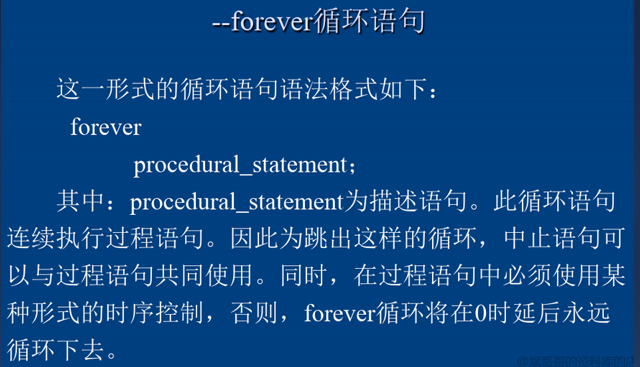 --forever循环语句
这一形式的循环语句语法格式如下：
forever
procedural_statement；
其中：procedural_statement为描述语句。此循环语句
连续执行过程语句。因此为跳出这样的循环，中止语句可
以与过程语句共同使用。同时，在过程语句中必须使用某
种形式的时序控制，否则，forever循环将在0时延后永远
循环下去。